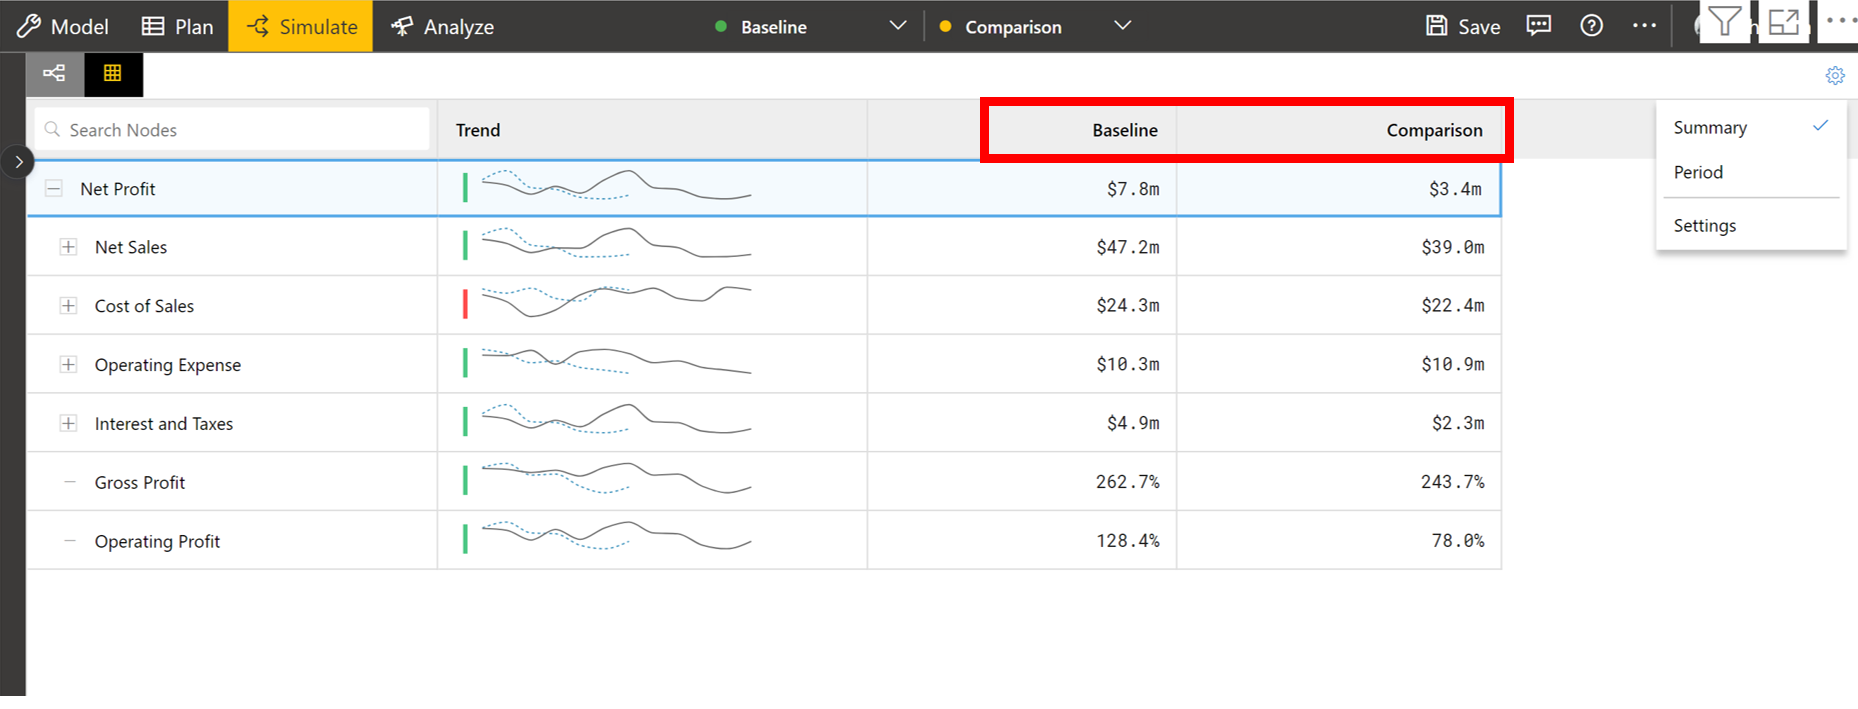 Model Plan Simulate Analyze Baseline Comparison Save
Search Nodes Trend Baseline Comparison
Summary
Period
Settings
Net Profit $7.8m $3.4m
Net Sales $47.2m $39.0m
Cost of Sales $24.3m $22.4m
Operating Expense $10.3m $10.9m
Interest and Taxes $4.9m $2.3m
Gross Profit 262.7% 243.7%
Operating Profit 128.4% 78.0%